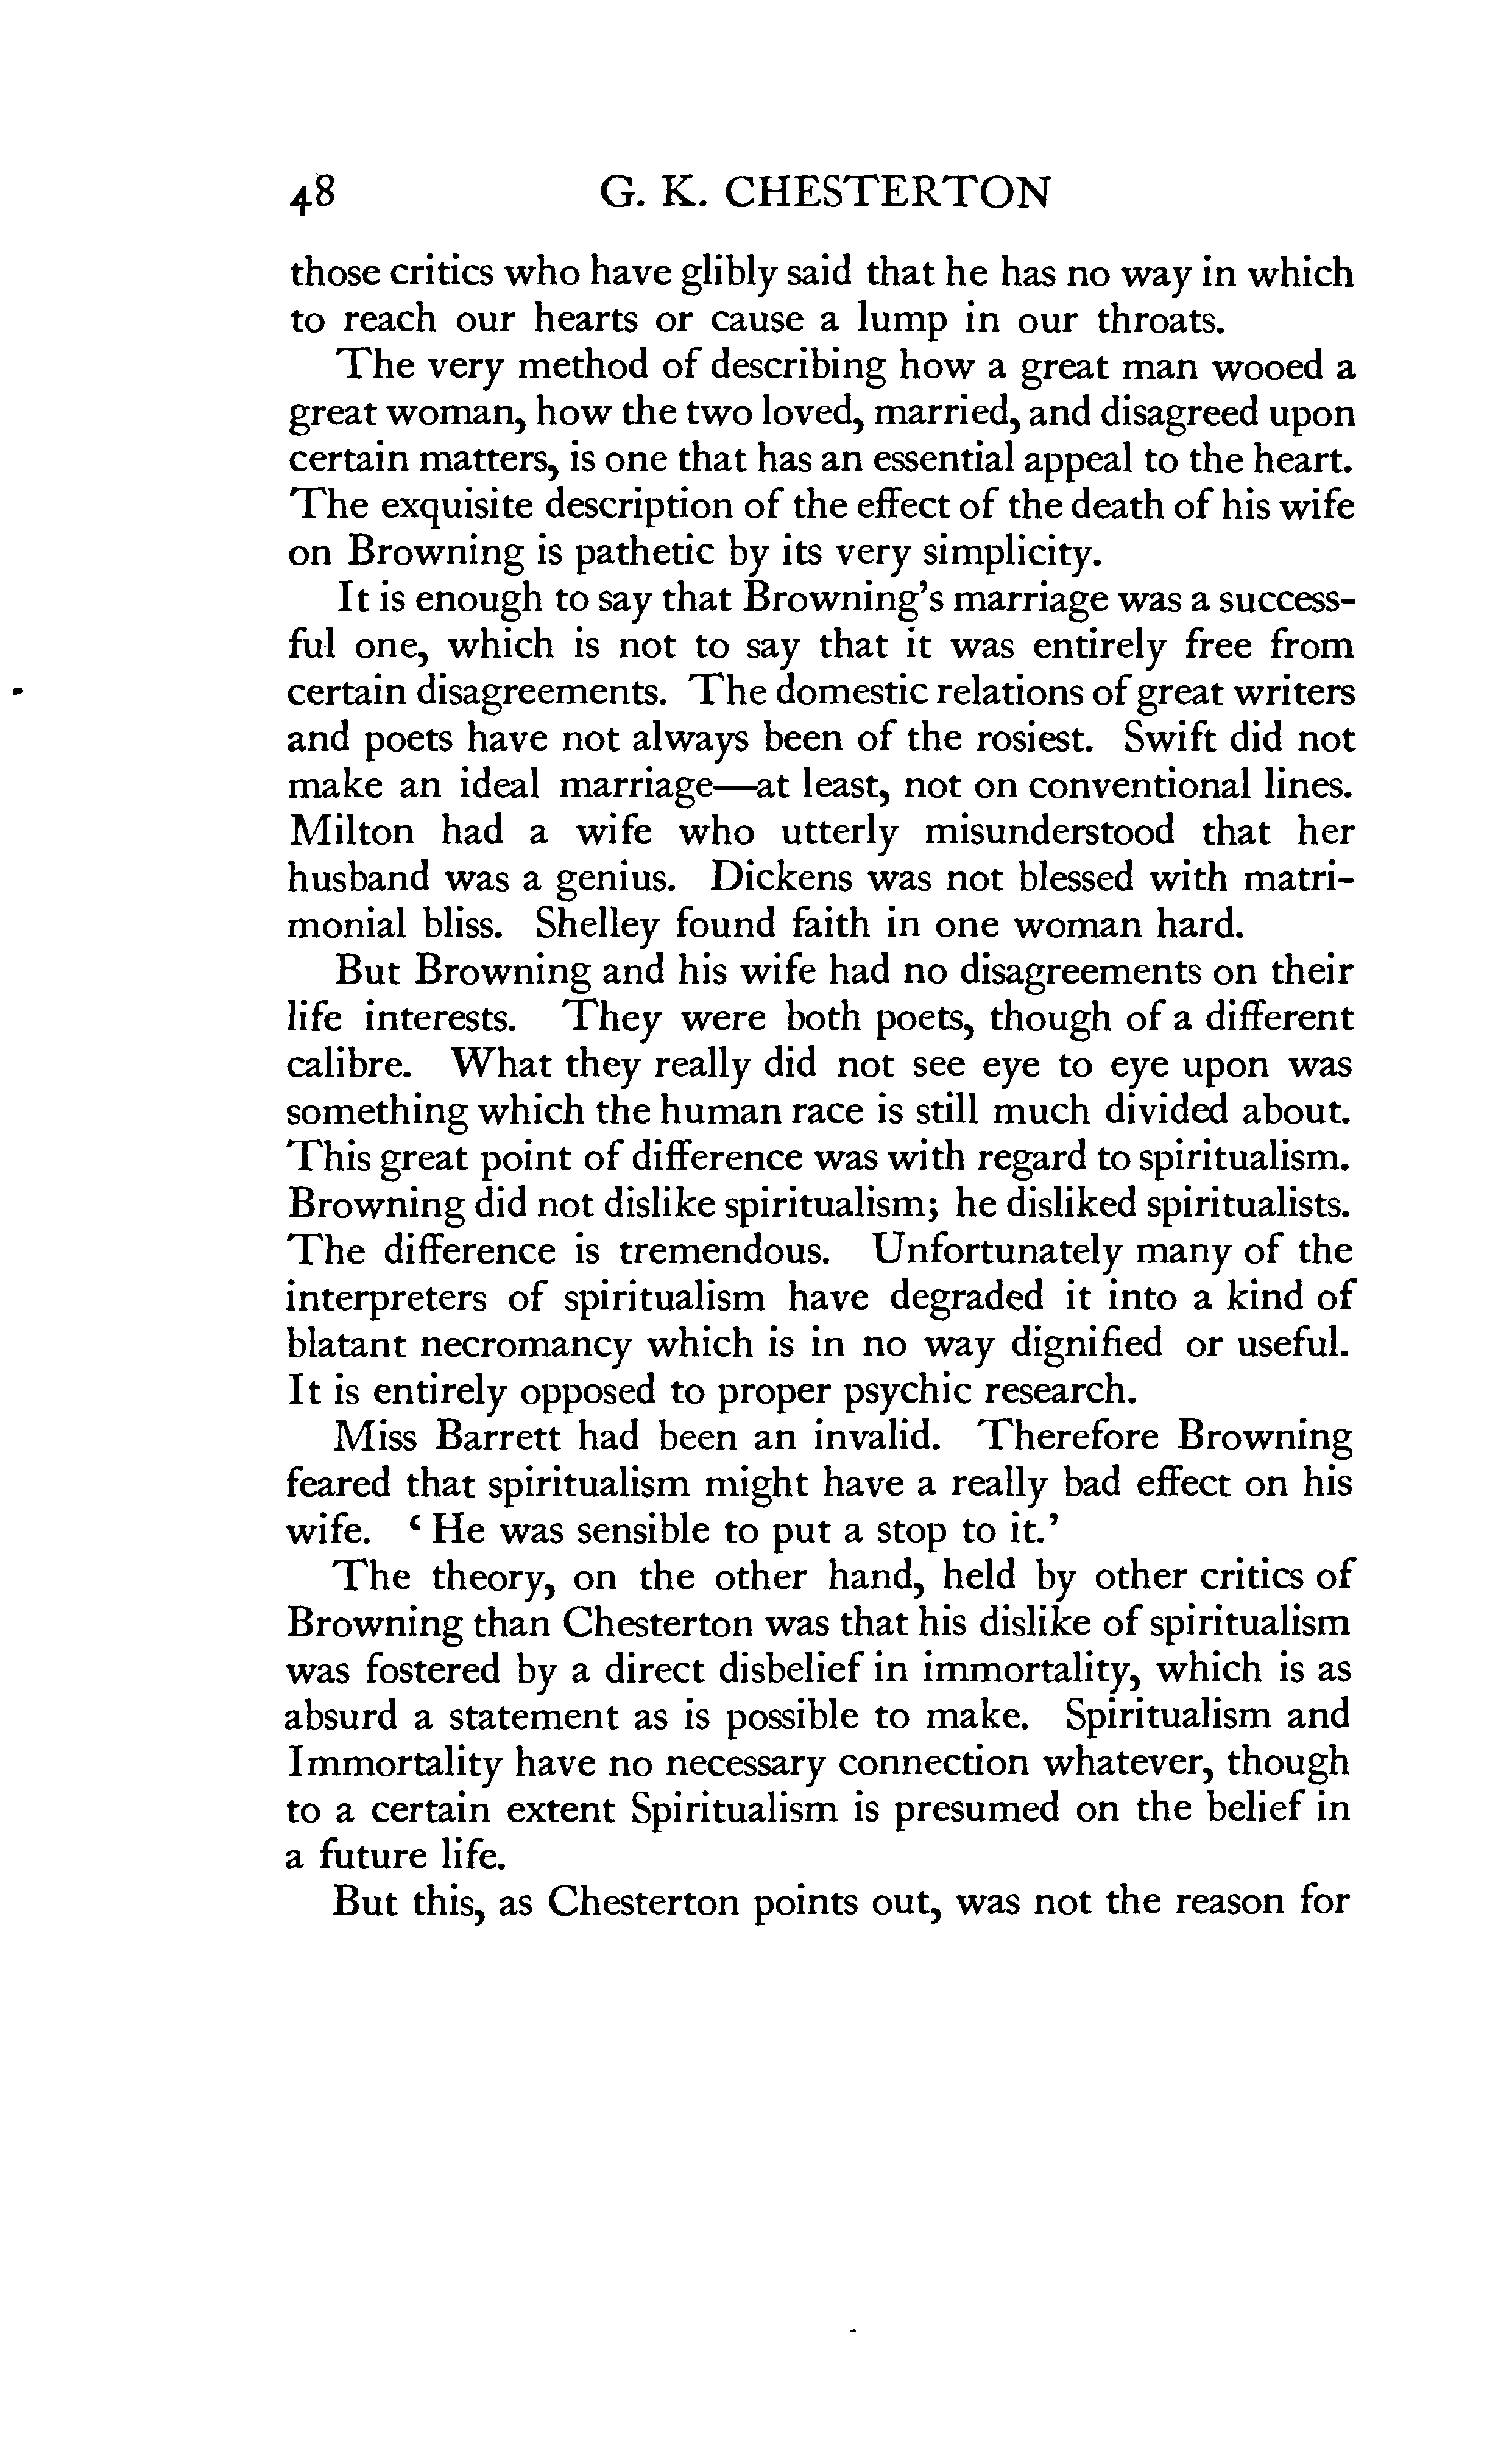 48 G. K. CHESTERTON
those critics who have glibly said that he has no way in which
to reach our hearts or cause a lump in our throats.
The very method of describing how a great man wooed a
great woman, how the two loved, married, and disagreed upon
certain matters, is one that has an essential appeal to the heart.
The exquisite description of the effect of the death of his wife
on Browning is pathetic by its very simplicity.
It is enough to say that Browning's marriage was a success-
ful one, which is not to say that it was entirely free from
certain disagreements. The domestic relations of great writers
and poets have not always been of the rosiest. Swift did not
make an ideal marriage—at least, not on conventional lines.
Milton had a wife who utterly misunderstood that her
husband was a genius. Dickens was not blessed with matri-
monial bliss. Shelley found faith in one woman hard.
But Browning and his wife had no disagreements on their
life interests. They were both poets, though of a different
calibre. What they really did not see eye to eye upon was
something which the human race is still much divided about.
This great point of difference was with regard to spiritualism.
Browning did not dislike spiritualism; he disliked spiritualists.
The difference is tremendous. Unfortunately many of the
interpreters of spiritualism have degraded it into a kind of
blatant necromancy which is in no way dignified or useful.
It is entirely opposed to proper psychic research.
Miss Barrett had been an invalid. Therefore Browning
feared that spiritualism might have a really bad effect on his
wife. ‘He was sensible to put a stop to it.’
The theory, on the other hand, held by other critics of
Browning than Chesterton was that his dislike of spiritualism
was fostered by a direct disbelief in immortality, which is as
absurd a statement as is possible to make. Spiritualism and
Immortality have no necessary connection whatever, though
to a certain extent Spiritualism is presumed on the belief in
a future life.
But this, as Chesterton points out, was not the reason for